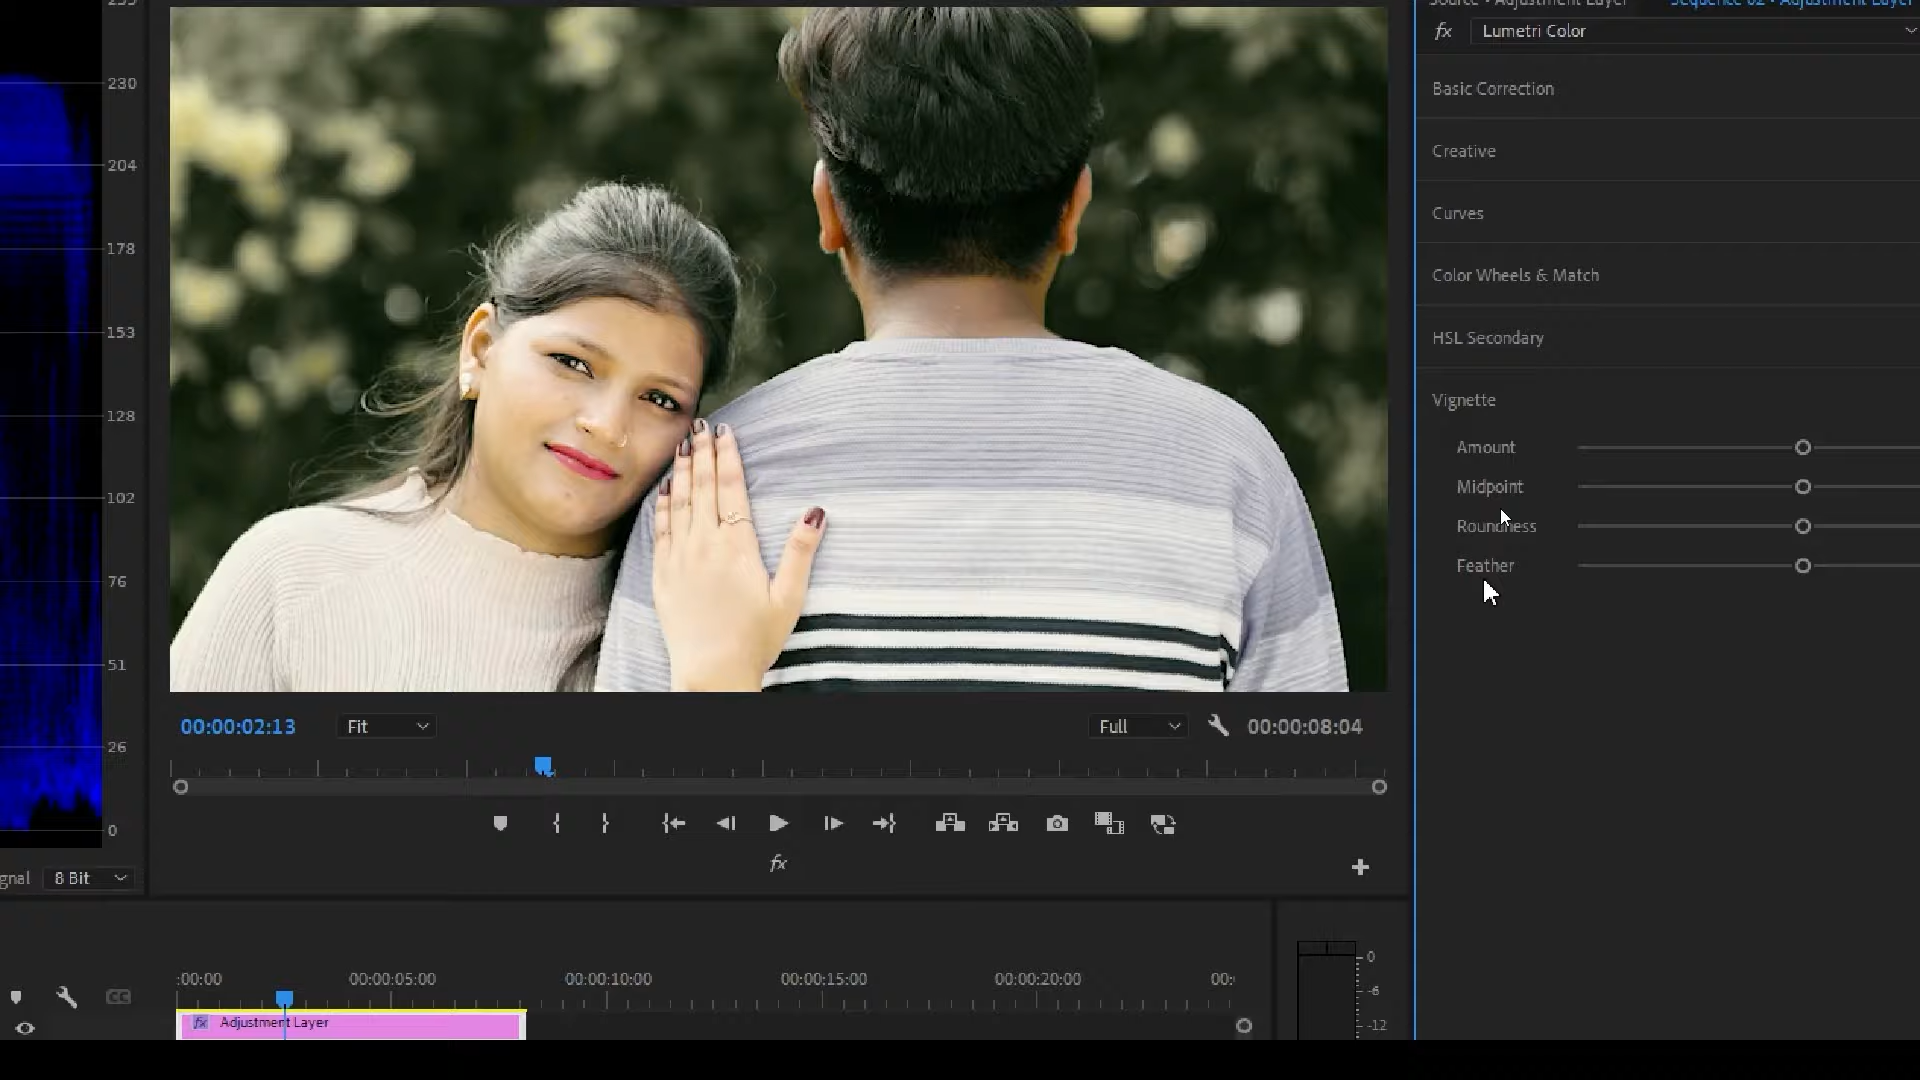 Source • Adjustment Layer
Sequence 02 • Adjustment Layer
fx Lumetri Color
Basic Correction
Creative
Curves
Color Wheels & Match
HSL Secondary
Vignette
Amount
Midpoint
Roundness
Feather
255
230
204
178
153
128
102
76
51
26
0
gnal 8 Bit
00:00:02:13 Fit Full 00:00:08:04
fx
:00:00 00:00:05:00 00:00:10:00 00:00:15:00 00:00:20:00 00:
CC
fx Adjustment Layer
0
-6
-12